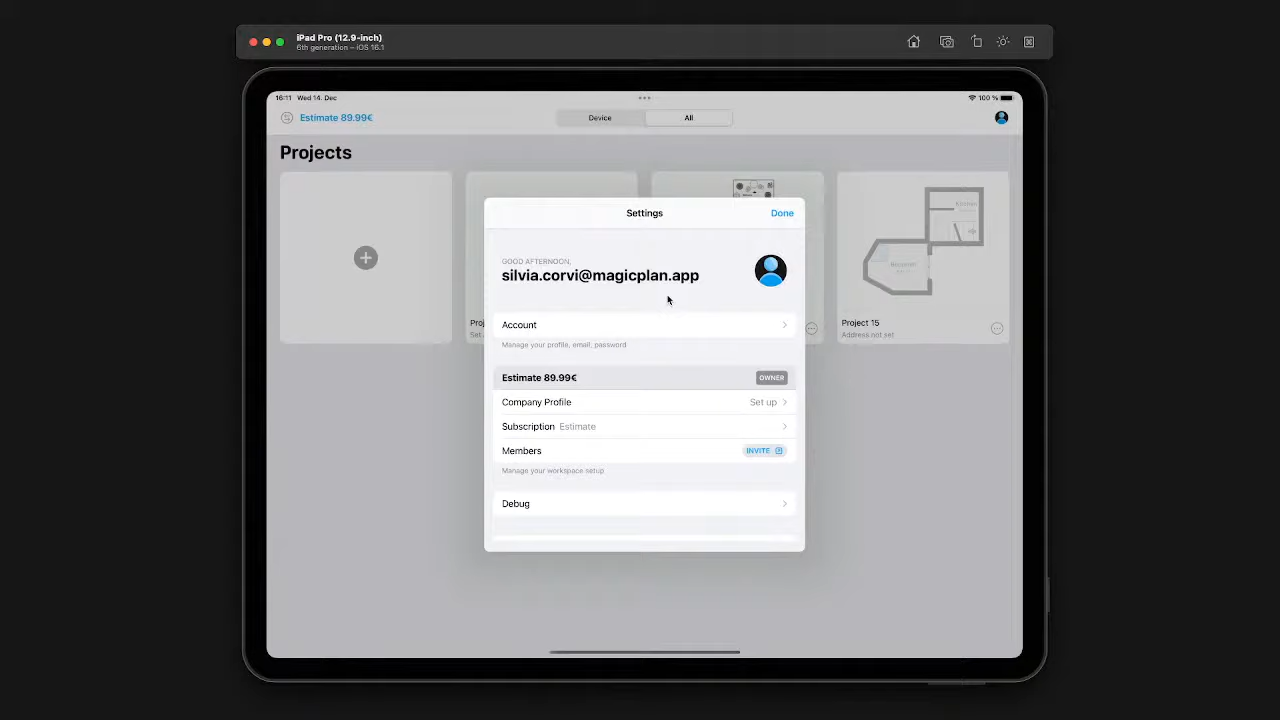 iPad Pro (12.9-inch)
6th generation – iOS 16.1
16:11 Wed 14. Dec
100 %
Estimate 89.99€
Device
All
Projects
Settings
Done
GOOD AFTERNOON,
silvia.corvi@magicplan.app
Account
Manage your profile, email, password
Estimate 89.99€
OWNER
Company Profile
Set up
Subscription Estimate
Members
INVITE
Manage your workspace setup
Debug
Kitchen
Project 15
Address not set